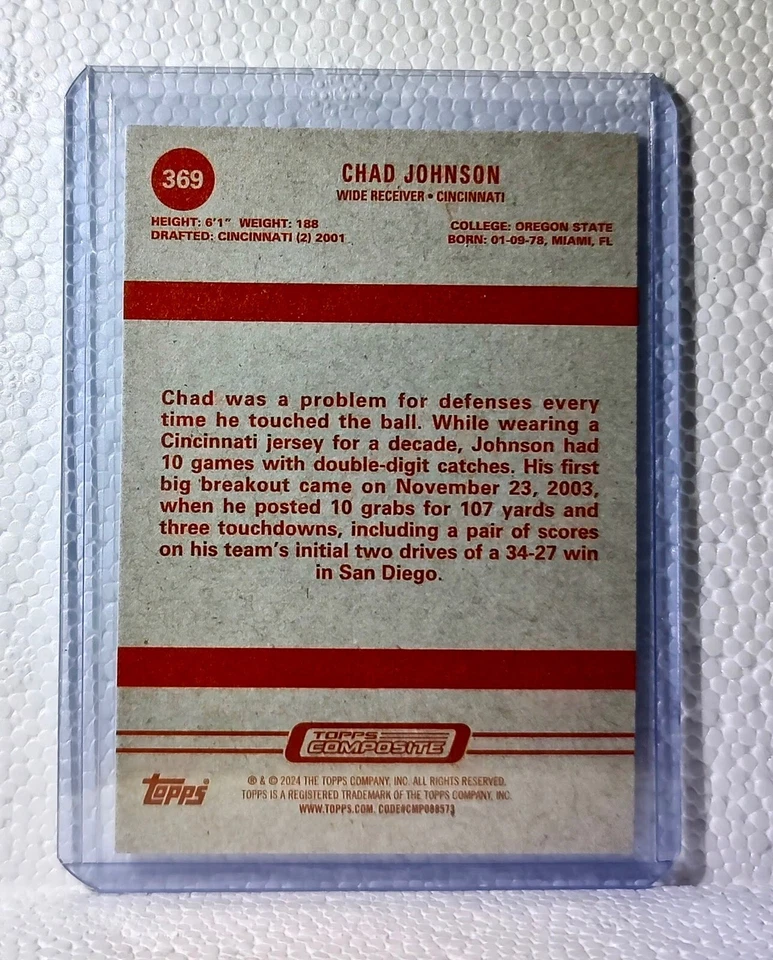 369
CHAD JOHNSON
WIDE RECEIVER • CINCINNATI
HEIGHT: 6'1" WEIGHT: 188
DRAFTED: CINCINNATI (2) 2001
COLLEGE: OREGON STATE
BORN: 01-09-78, MIAMI, FL
Chad was a problem for defenses every
time he touched the ball. While wearing a
Cincinnati jersey for a decade, Johnson had
10 games with double-digit catches. His first
big breakout came on November 23, 2003,
when he posted 10 grabs for 107 yards and
three touchdowns, including a pair of scores
on his team's initial two drives of a 34-27 win
in San Diego.
TOPPS
COMPOSITE
topps®
® & © 2024 THE TOPPS COMPANY, INC. ALL RIGHTS RESERVED.
TOPPS IS A REGISTERED TRADEMARK OF THE TOPPS COMPANY, INC.
WWW.TOPPS.COM. CODE#CMP088573